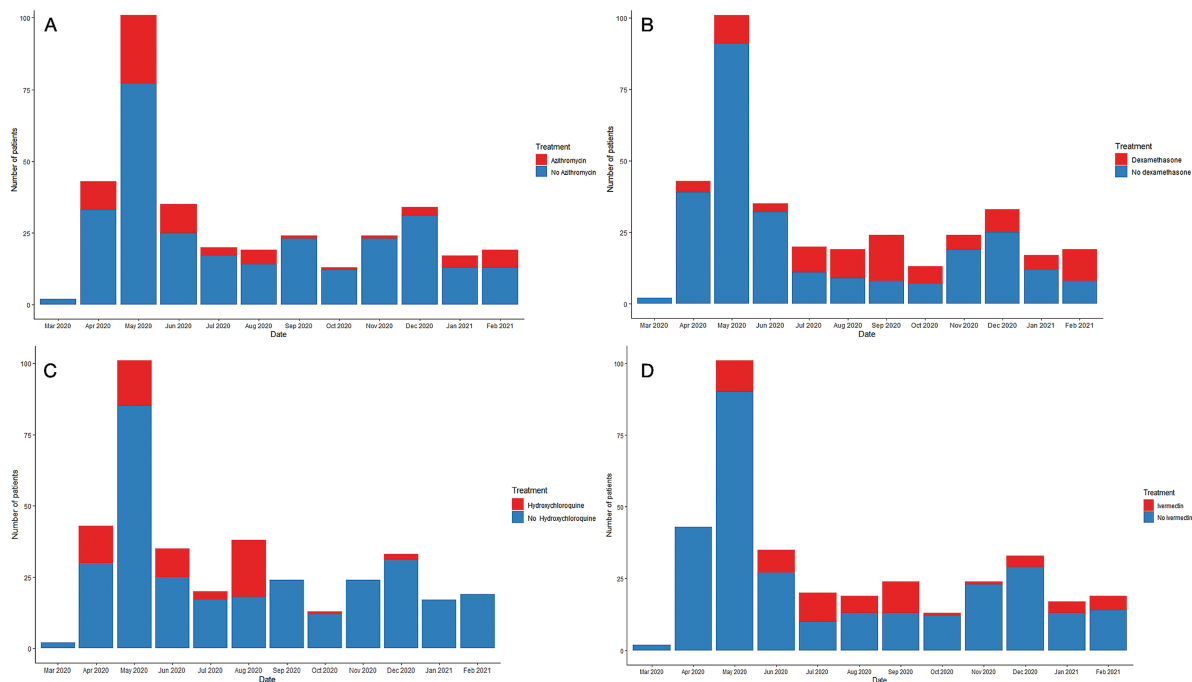 A
100
75
50
25
0
Number of patients
Mar 2020 Apr 2020 May 2020 Jun 2020 Jul 2020 Aug 2020 Sep 2020 Oct 2020 Nov 2020 Dec 2020 Jan 2021 Feb 2021
Date
Treatment
Azithromycin
No Azithromycin
B
100
75
50
25
0
Number of patients
Mar 2020 Apr 2020 May 2020 Jun 2020 Jul 2020 Aug 2020 Sep 2020 Oct 2020 Nov 2020 Dec 2020 Jan 2021 Feb 2021
Date
Treatment
Dexamethasone
No dexamethasone
C
100
75
50
25
0
Number of patients
Mar 2020 Apr 2020 May 2020 Jun 2020 Jul 2020 Aug 2020 Sep 2020 Oct 2020 Nov 2020 Dec 2020 Jan 2021 Feb 2021
Date
Treatment
Hydroxychloroquine
No Hydroxychloroquine
D
100
75
50
25
0
Number of patients
Mar 2020 Apr 2020 May 2020 Jun 2020 Jul 2020 Aug 2020 Sep 2020 Oct 2020 Nov 2020 Dec 2020 Jan 2021 Feb 2021
Date
Treatment
Ivermectin
No Ivermectin